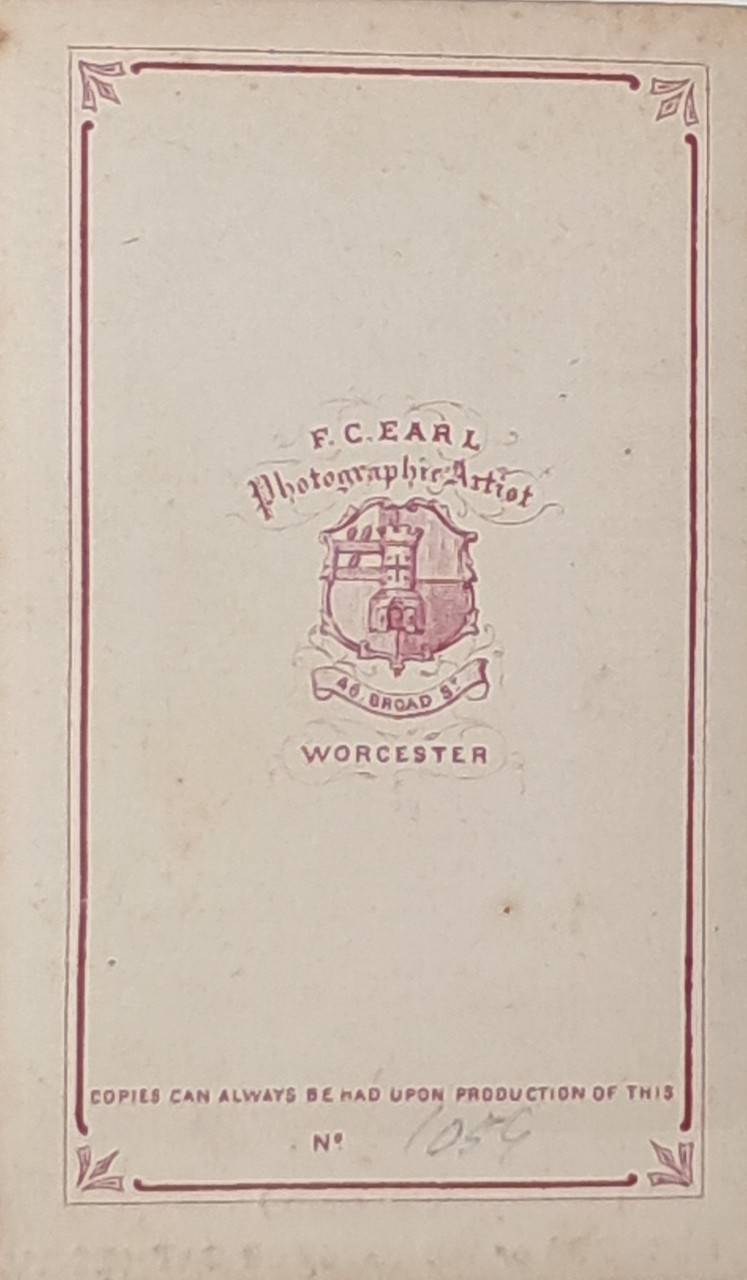 F. C. EARL
Photographic Artist
46, BROAD ST
WORCESTER
COPIES CAN ALWAYS BE HAD UPON PRODUCTION OF THIS
No